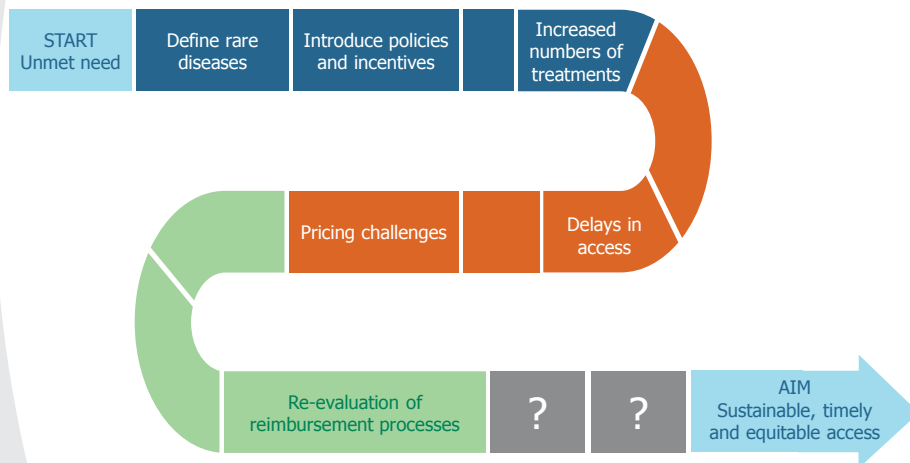 START
Unmet need
Define rare
diseases
Introduce policies
and incentives
Increased
numbers of
treatments
Delays in
access
Pricing challenges
Re-evaluation of
reimbursement processes
?
?
AIM
Sustainable, timely
and equitable access